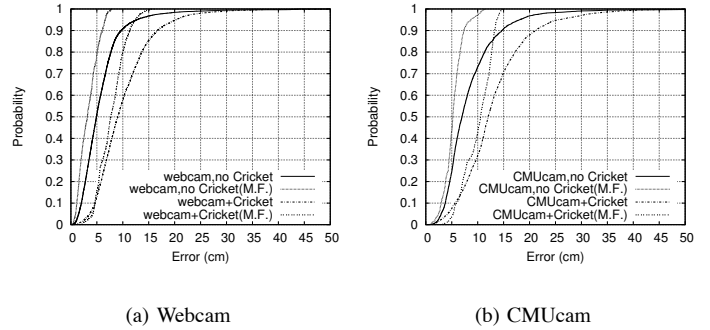 1
0.9
0.8
0.7
0.6
0.5
0.4
0.3
0.2
0.1
0
Probability
webcam,no Cricket
webcam,no Cricket(M.F.)
webcam+Cricket
webcam+Cricket(M.F.)
0 5 10 15 20 25 30 35 40 45 50
Error (cm)
(a) Webcam
1
0.9
0.8
0.7
0.6
0.5
0.4
0.3
0.2
0.1
0
Probability
CMUcam,no Cricket
CMUcam,no Cricket(M.F.)
CMUcam+Cricket
CMUcam+Cricket(M.F.)
0 5 10 15 20 25 30 35 40 45 50
Error (cm)
(b) CMUcam